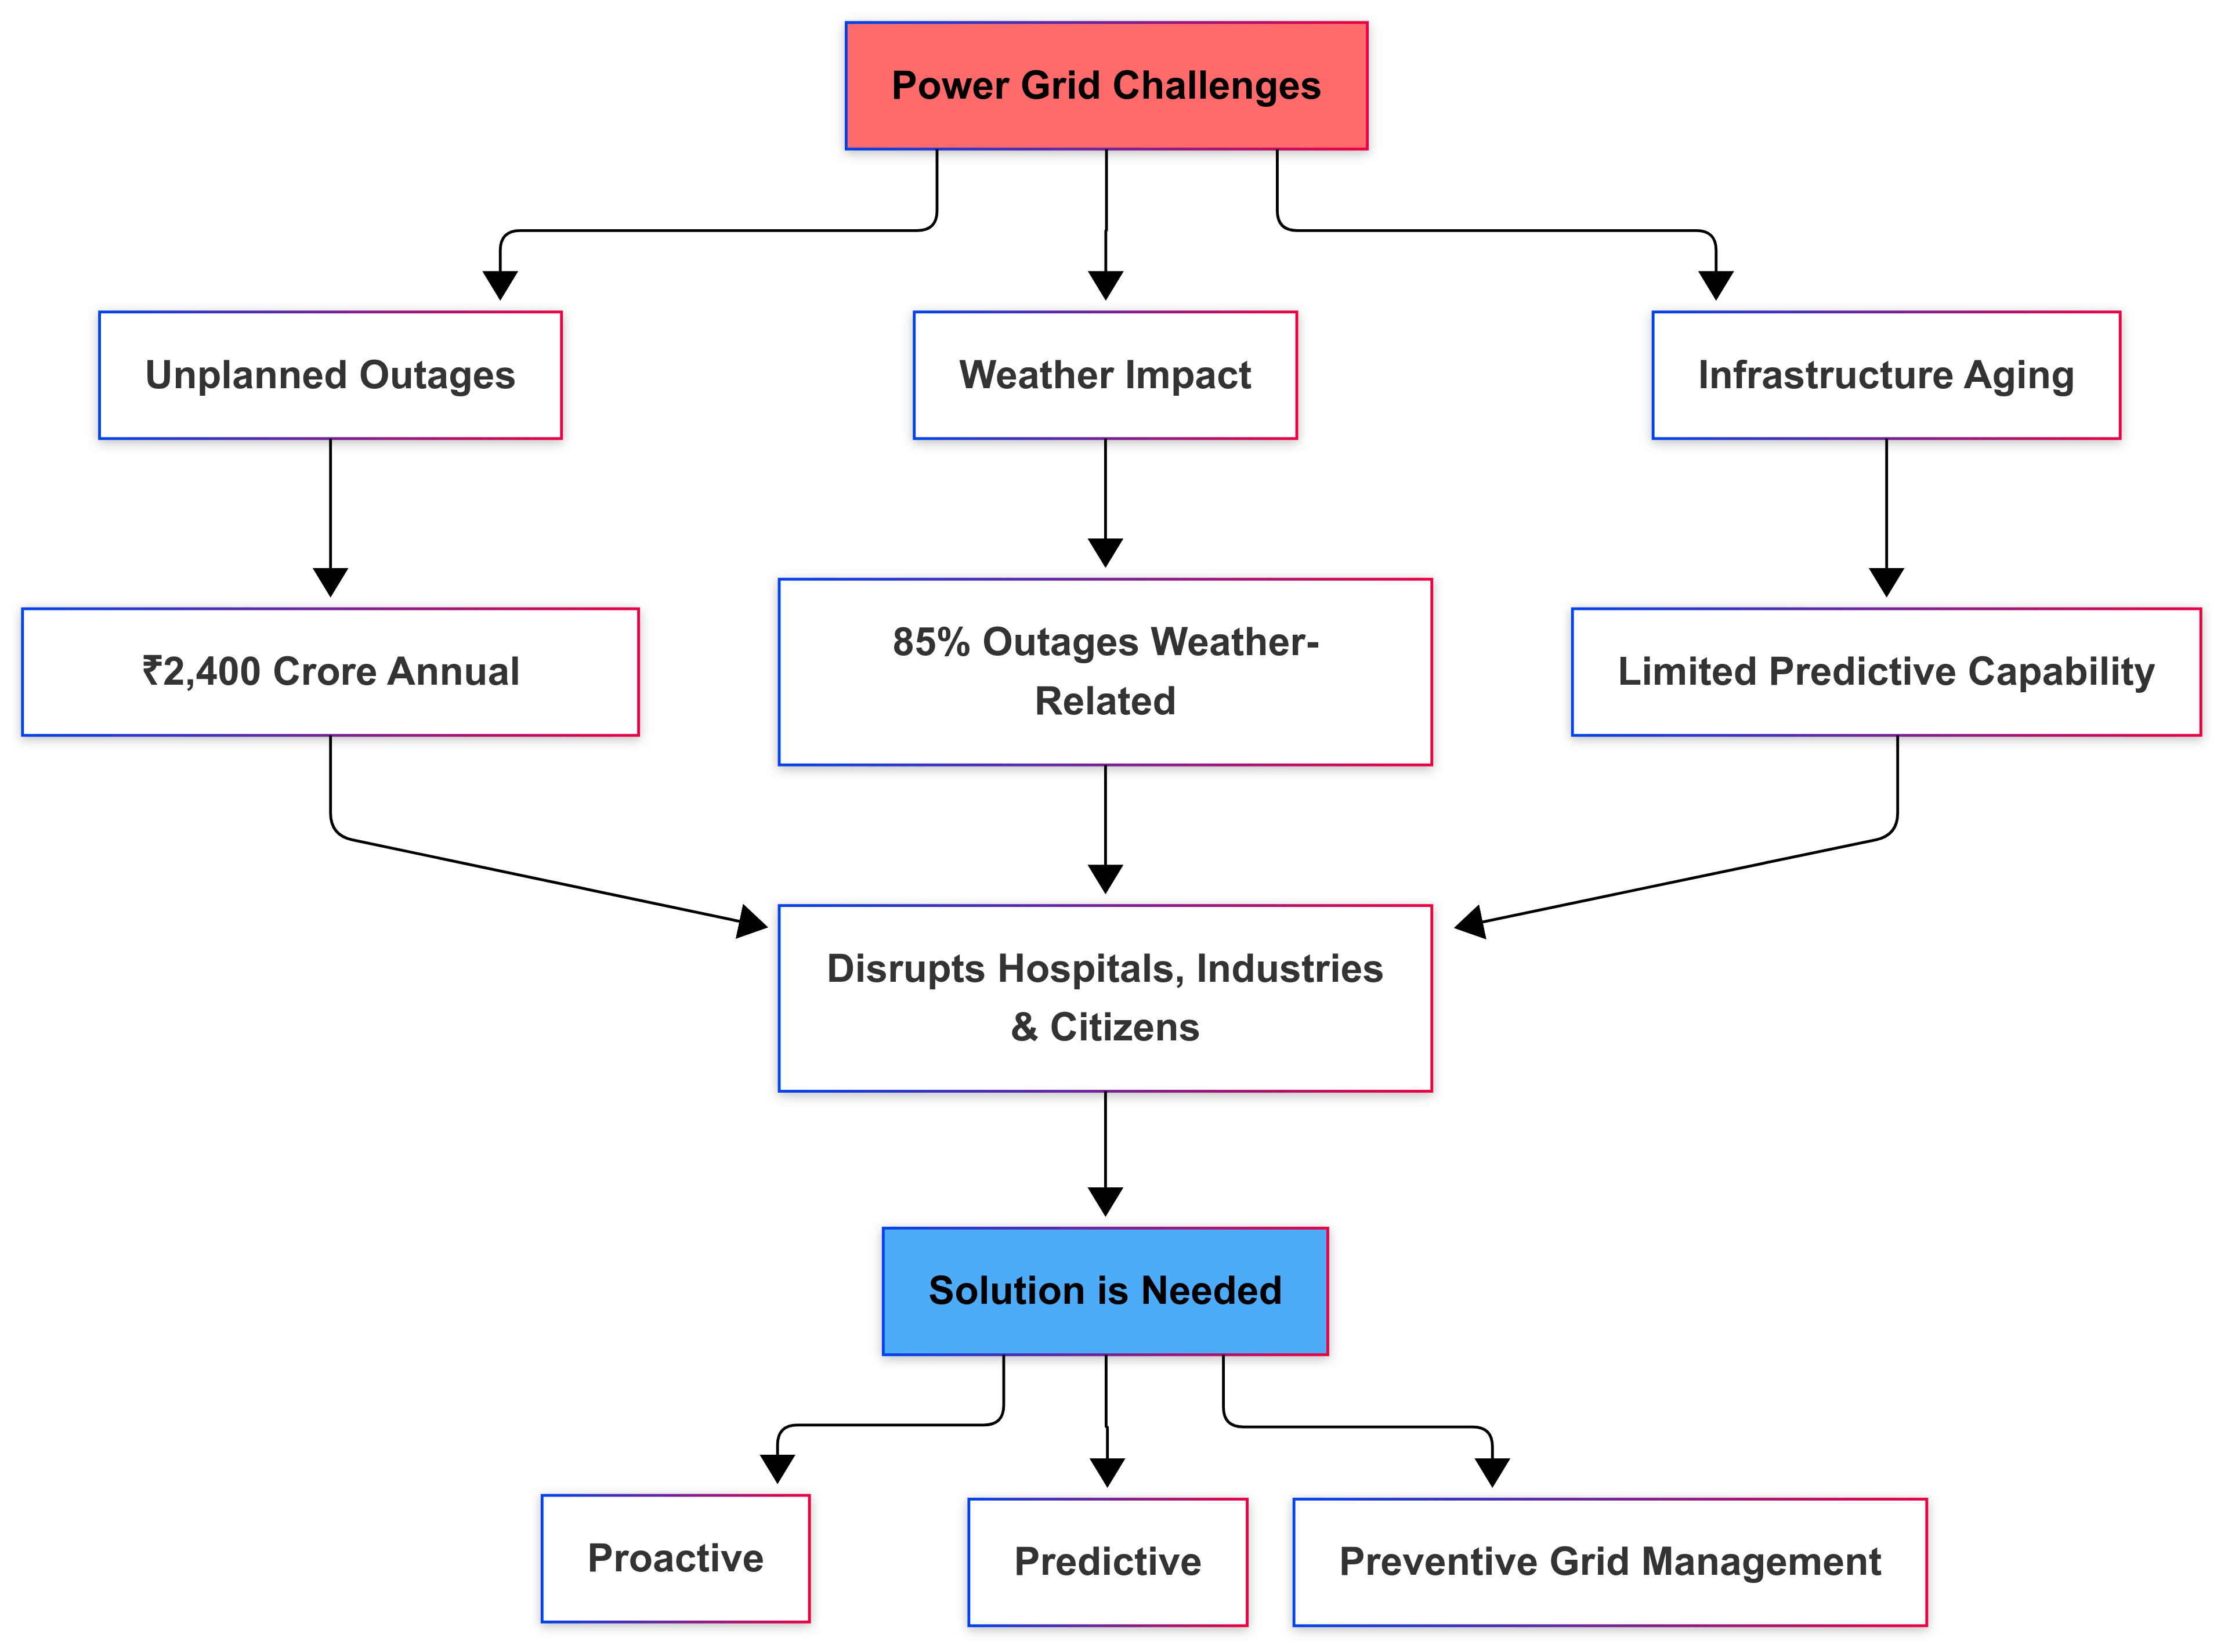 Power Grid Challenges
Unplanned Outages
Weather Impact
Infrastructure Aging
₹2,400 Crore Annual
85% Outages Weather-
Related
Limited Predictive Capability
Disrupts Hospitals, Industries
& Citizens
Solution is Needed
Proactive
Predictive
Preventive Grid Management